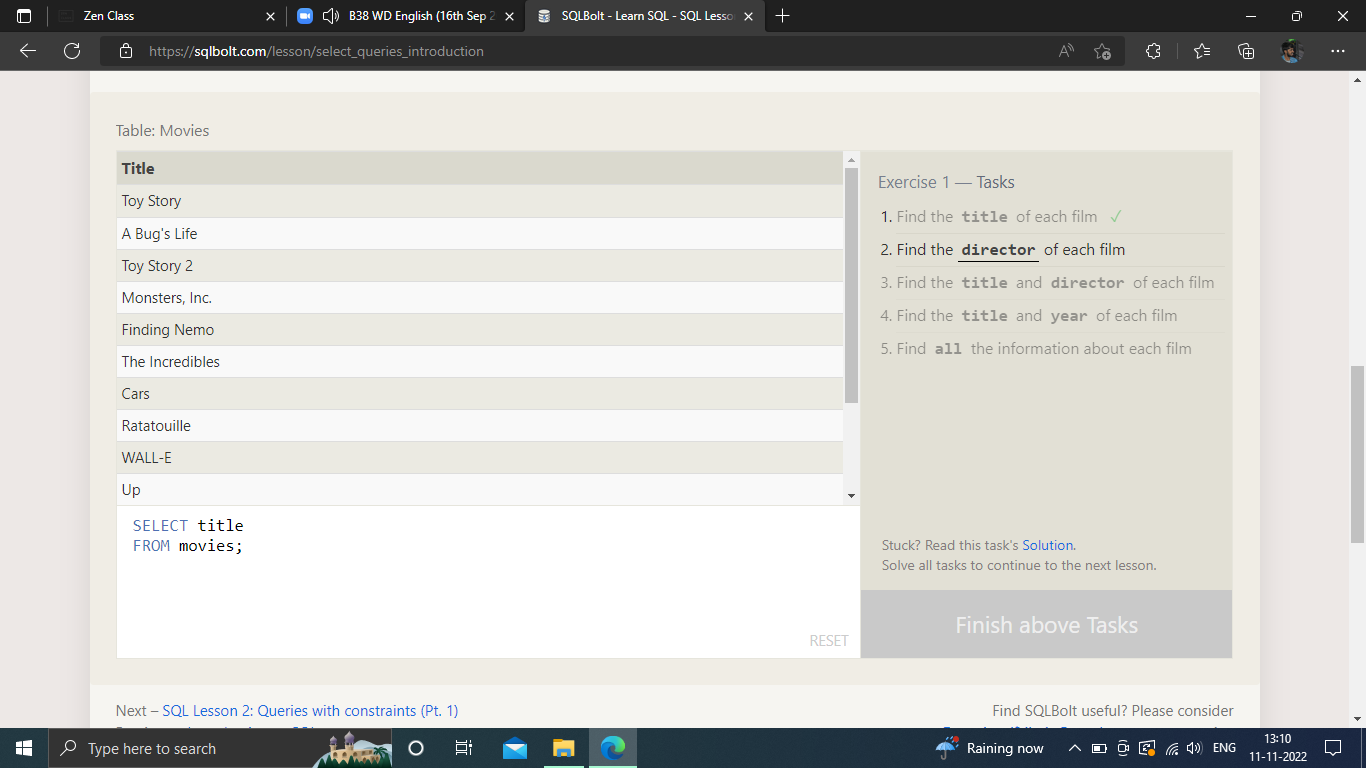 Zen Class
B38 WD English (16th Sep 2
SQLBolt - Learn SQL - SQL Lesso
https://sqlbolt.com/lesson/select_queries_introduction
Table: Movies
Title
Toy Story
A Bug's Life
Toy Story 2
Monsters, Inc.
Finding Nemo
The Incredibles
Cars
Ratatouille
WALL-E
Up
SELECT title
FROM movies;
RESET
Exercise 1 — Tasks
1. Find the title of each film ✓
2. Find the director of each film
3. Find the title and director of each film
4. Find the title and year of each film
5. Find all the information about each film
Stuck? Read this task's Solution.
Solve all tasks to continue to the next lesson.
Finish above Tasks
Next – SQL Lesson 2: Queries with constraints (Pt. 1)
Find SQLBolt useful? Please consider
Type here to search
Raining now
ENG
13:10
11-11-2022